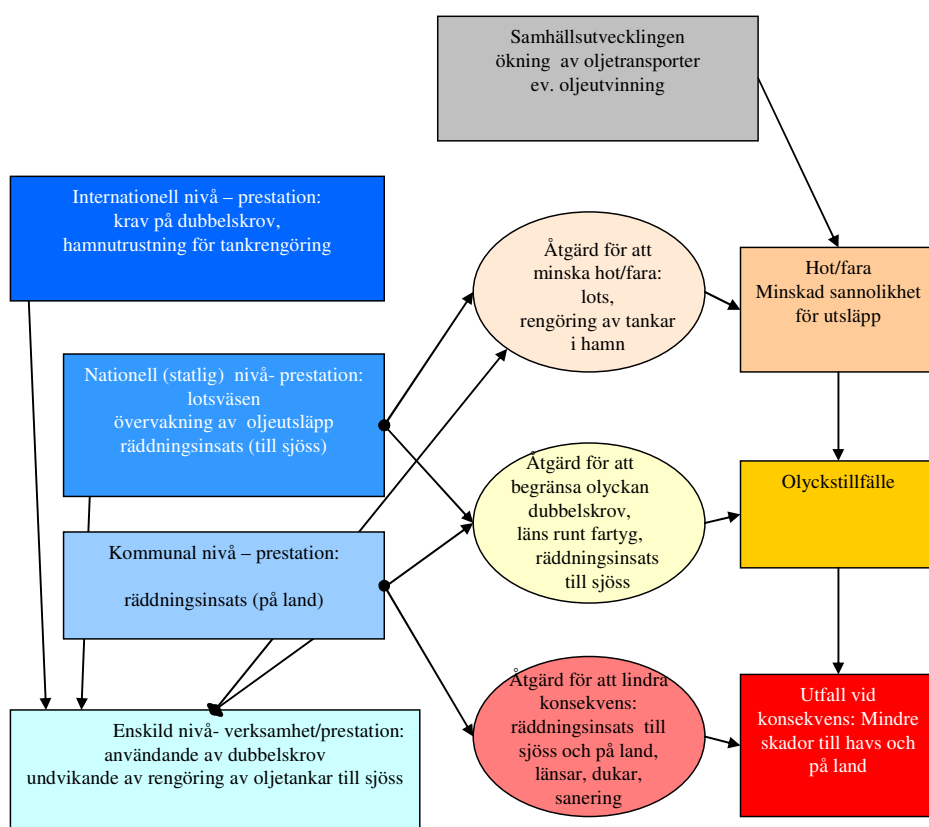 Samhällsutvecklingen
ökning av oljetransporter
ev. oljeutvinning
Internationell nivå – prestation:
krav på dubbelskrov,
hamnutrustning för tankrengöring
Åtgärd för att
minska hot/fara:
lots,
rengöring av tankar
i hamn
Hot/fara
Minskad sannolikhet
för utsläpp
Nationell (statlig) nivå- prestation:
lotsväsen
övervakning av oljeutsläpp
räddningsinsats (till sjöss)
Åtgärd för att
begränsa olyckan
dubbelskrov,
läns runt fartyg,
räddningsinsats
till sjöss
Olyckstillfälle
Kommunal nivå – prestation:
räddningsinsats (på land)
Åtgärd för att lindra
konsekvens:
räddningsinsats till
sjöss och på land,
länsar, dukar,
sanering
Utfall vid
konsekvens: Mindre
skador till havs och
på land
Enskild nivå- verksamhet/prestation:
användande av dubbelskrov
undvikande av rengöring av oljetankar till sjöss